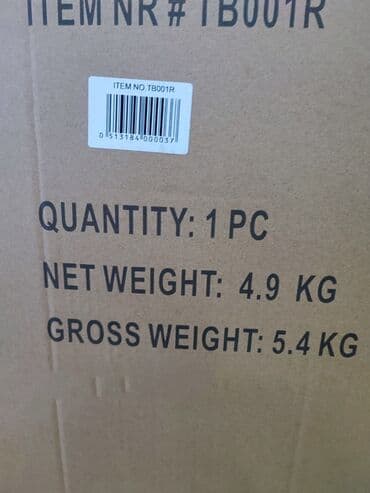 ITEM NR # TB001R
ITEM NO.TB001R
0 513184 000037
QUANTITY: 1 PC
NET WEIGHT: 4.9 KG
GROSS WEIGHT: 5.4 KG